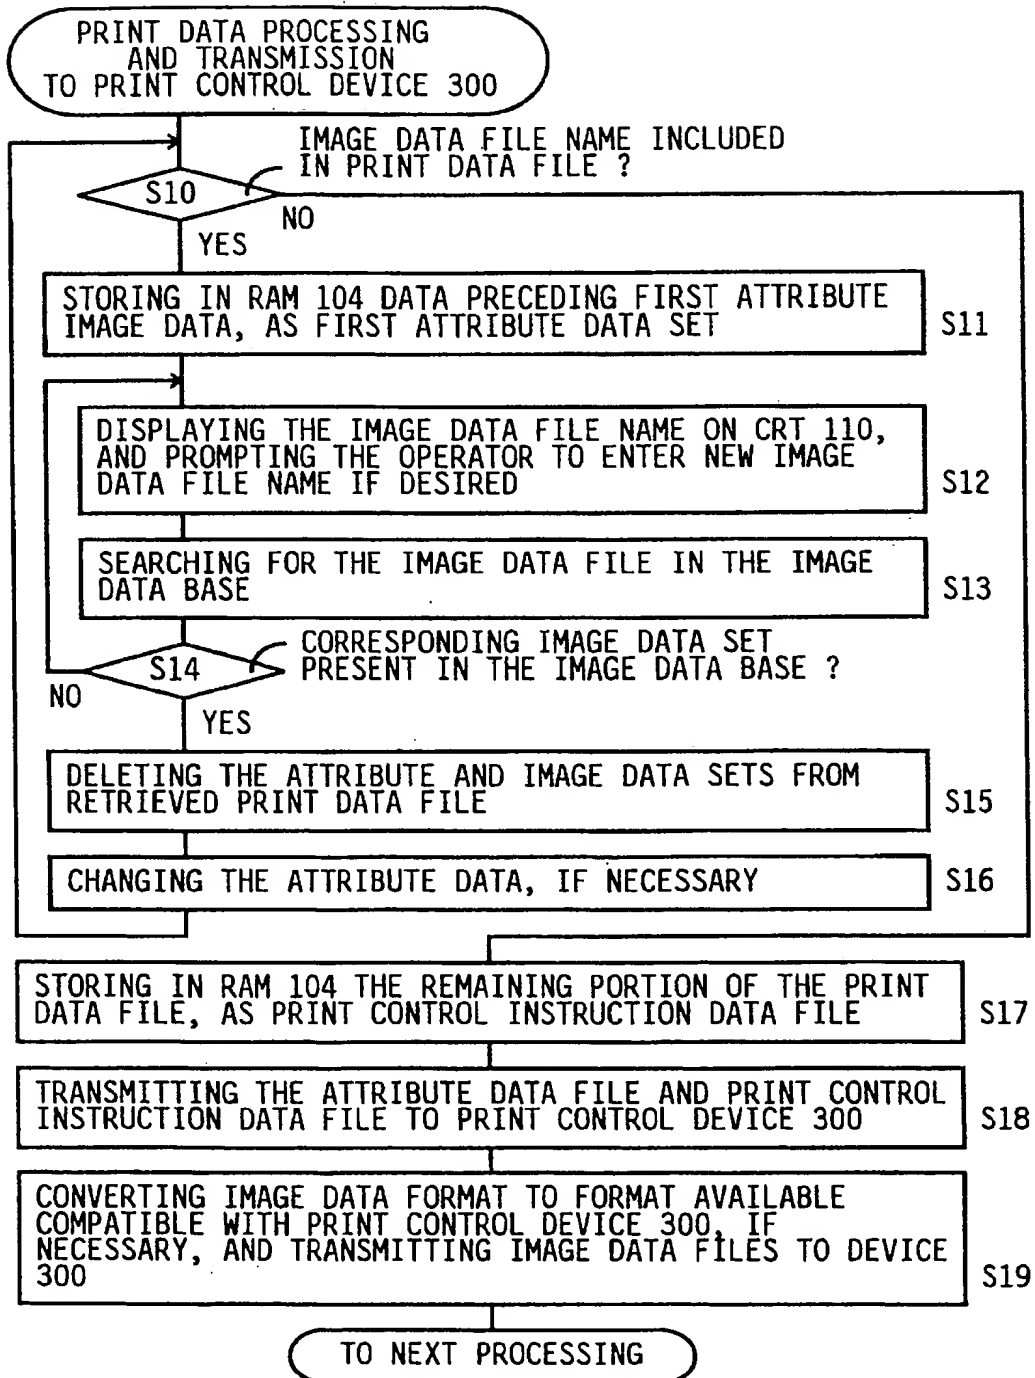 PRINT DATA PROCESSING
AND TRANSMISSION
TO PRINT CONTROL DEVICE 300
IMAGE DATA FILE NAME INCLUDED
IN PRINT DATA FILE ?
S10
NO
YES
STORING IN RAM 104 DATA PRECEDING FIRST ATTRIBUTE
IMAGE DATA, AS FIRST ATTRIBUTE DATA SET
S11
DISPLAYING THE IMAGE DATA FILE NAME ON CRT 110,
AND PROMPTING THE OPERATOR TO ENTER NEW IMAGE
DATA FILE NAME IF DESIRED
S12
SEARCHING FOR THE IMAGE DATA FILE IN THE IMAGE
DATA BASE
S13
CORRESPONDING IMAGE DATA SET
PRESENT IN THE IMAGE DATA BASE ?
S14
NO
YES
DELETING THE ATTRIBUTE AND IMAGE DATA SETS FROM
RETRIEVED PRINT DATA FILE
S15
CHANGING THE ATTRIBUTE DATA, IF NECESSARY
S16
STORING IN RAM 104 THE REMAINING PORTION OF THE PRINT
DATA FILE, AS PRINT CONTROL INSTRUCTION DATA FILE
S17
TRANSMITTING THE ATTRIBUTE DATA FILE AND PRINT CONTROL
INSTRUCTION DATA FILE TO PRINT CONTROL DEVICE 300
S18
CONVERTING IMAGE DATA FORMAT TO FORMAT AVAILABLE
COMPATIBLE WITH PRINT CONTROL DEVICE 300, IF
NECESSARY, AND TRANSMITTING IMAGE DATA FILES TO DEVICE
300
S19
TO NEXT PROCESSING